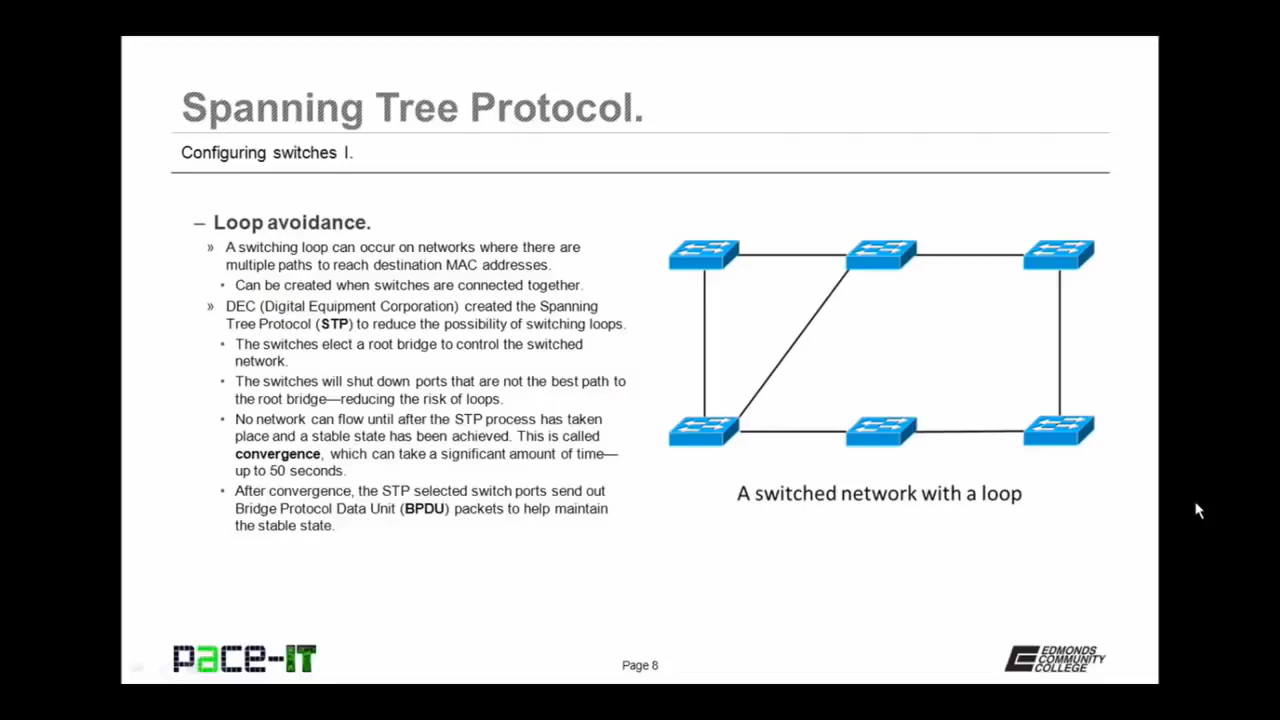 Spanning Tree Protocol.
Configuring switches I.
– Loop avoidance.
» A switching loop can occur on networks where there are
multiple paths to reach destination MAC addresses.
• Can be created when switches are connected together.
» DEC (Digital Equipment Corporation) created the Spanning
Tree Protocol (STP) to reduce the possibility of switching loops.
• The switches elect a root bridge to control the switched
network.
• The switches will shut down ports that are not the best path to
the root bridge—reducing the risk of loops.
• No network can flow until after the STP process has taken
place and a stable state has been achieved. This is called
convergence, which can take a significant amount of time—
up to 50 seconds.
• After convergence, the STP selected switch ports send out
Bridge Protocol Data Unit (BPDU) packets to help maintain
the stable state.
A switched network with a loop
pace-IT
Page 8
EDMONDS
COMMUNITY
COLLEGE